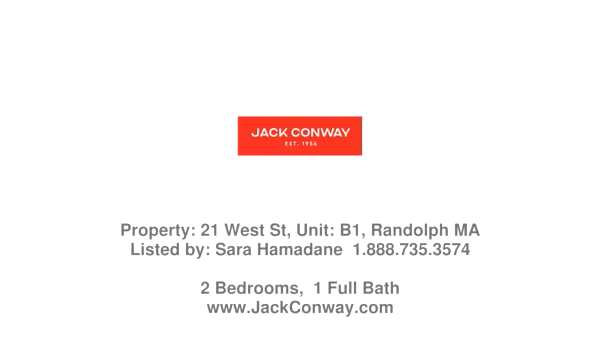 JACK CONWAY
EST. 1956
Property: 21 West St, Unit: B1, Randolph MA
Listed by: Sara Hamadane  1.888.735.3574
2 Bedrooms,  1 Full Bath
www.JackConway.com